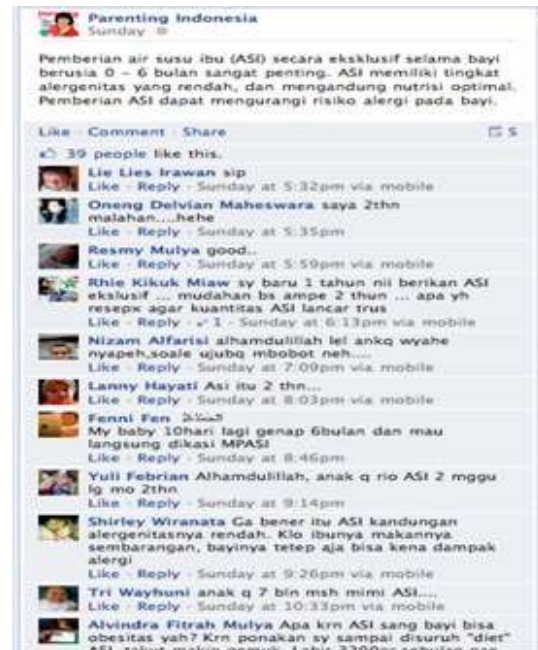 Parenting Indonesia
Sunday
Pemberian air susu ibu (ASI) secara eksklusif selama bayi
berusia 0 – 6 bulan sangat penting. ASI memiliki tingkat
alergenitas yang rendah, dan mengandung nutrisi optimal.
Pemberian ASI dapat mengurangi risiko alergi pada bayi.
Like · Comment · Share 5
39 people like this.
Lie Lies Irawan sip
Like · Reply · Sunday at 5:32pm via mobile
Oneng Delvian Maheswara saya 2thn
malahan....hehe
Like · Reply · Sunday at 5:35pm
Resmy Mulya good..
Like · Reply · Sunday at 5:59pm via mobile
Rhie Kikuk Miaw sy baru 1 tahun nii berikan ASI
ekslusif ... mudahan bs ampe 2 thun ... apa yh
resepx agar kuantitas ASI lancar trus
Like · Reply · 1 · Sunday at 6:13pm via mobile
Nizam Alfarisi alhamdulillah lel ankq wyahe
nyapeh,soale ujubq mbobot neh....
Like · Reply · Sunday at 7:09pm via mobile
Lanny Hayati Asi itu 2 thn...
Like · Reply · Sunday at 8:03pm via mobile
Fenni Fen
My baby 10hari lagi genap 6bulan dan mau
langsung dikasi MPASI
Like · Reply · Sunday at 8:46pm
Yuli Febrian Alhamdulillah, anak q rio ASI 2 mggu
lg mo 2thn
Like · Reply · Sunday at 9:14pm
Shirley Wiranata Ga bener itu ASI kandungan
alergenitasnya rendah. Klo ibunya makannya
sembarangan, bayinya tetep aja bisa kena dampak
alergi
Like · Reply · Sunday at 9:26pm via mobile
Tri Wayhuni anak q 7 bln msh mimi ASI....
Like · Reply · Sunday at 10:33pm via mobile
Alvindra Fitrah Mulya Apa krn ASI sang bayi bisa
obesitas yah? Krn ponakan sy sampai disuruh "diet"
ASI, takut makin gemuk.